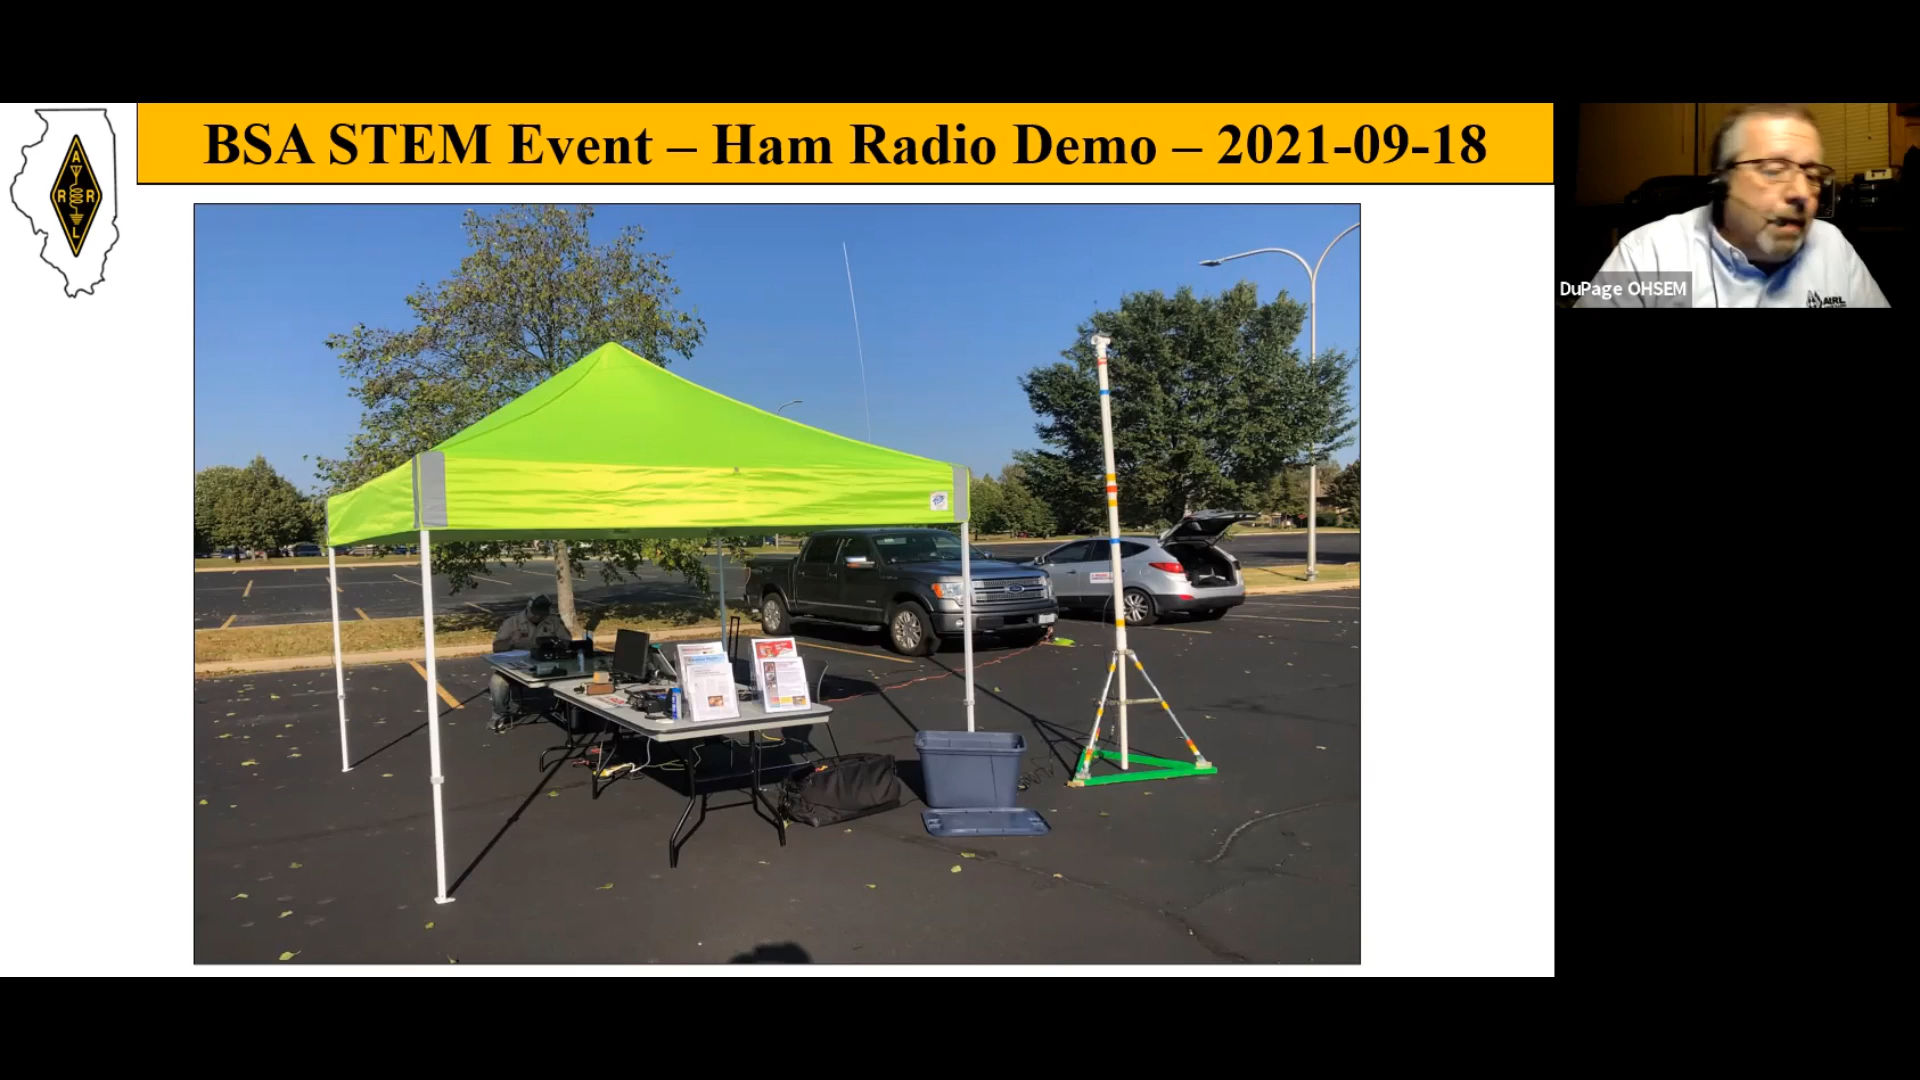 BSA STEM Event – Ham Radio Demo – 2021-09-18
A
R R
L
DuPage OHSEM